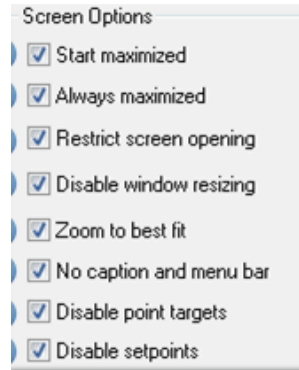 Screen Options
Start maximized
Always maximized
Restrict screen opening
Disable window resizing
Zoom to best fit
No caption and menu bar
Disable point targets
Disable setpoints